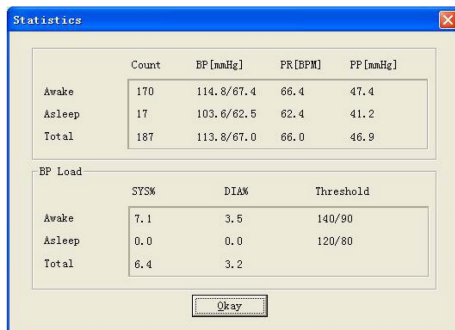 Statistics
Count BP[mmHg] PR[BPM] PP[mmHg]
Awake 170 114.8/67.4 66.4 47.4
Asleep 17 103.6/62.5 62.4 41.2
Total 187 113.8/67.0 66.0 46.9
BP Load
SYS% DIA% Threshold
Awake 7.1 3.5 140/90
Asleep 0.0 0.0 120/80
Total 6.4 3.2
Okay